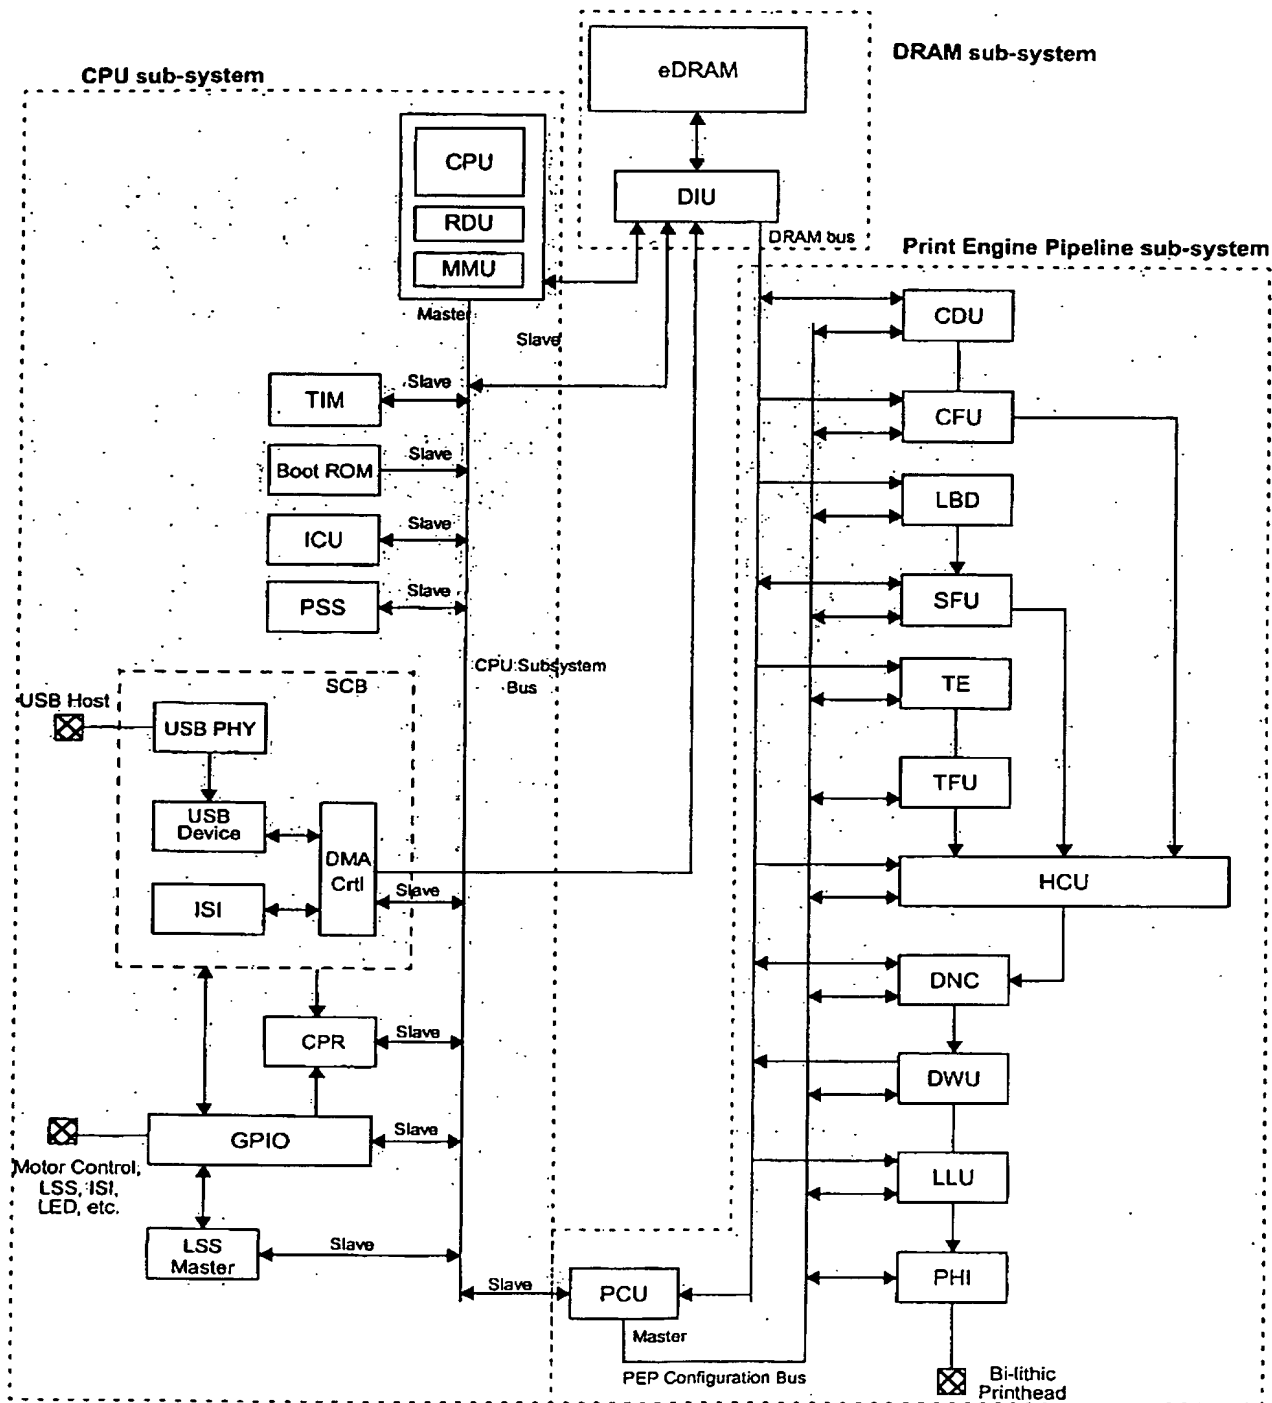 CPU sub-system
DRAM sub-system
eDRAM
CPU
RDU
MMU
DIU
DRAM bus
Print Engine Pipeline sub-system
Master
Slave
CDU
TIM
Slave
CFU
Boot ROM
Slave
LBD
ICU
Slave
PSS
Slave
SFU
CPU Subsystem
Bus
SCB
TE
USB Host
USB PHY
TFU
USB
Device
DMA
Crtl
Slave
ISI
HCU
DNC
CPR
Slave
DWU
GPIO
Slave
Motor Control,
LSS, ISI,
LED, etc.
LLU
LSS
Master
Slave
Slave
PCU
PHI
Master
PEP Configuration Bus
Bi-lithic
Printhead